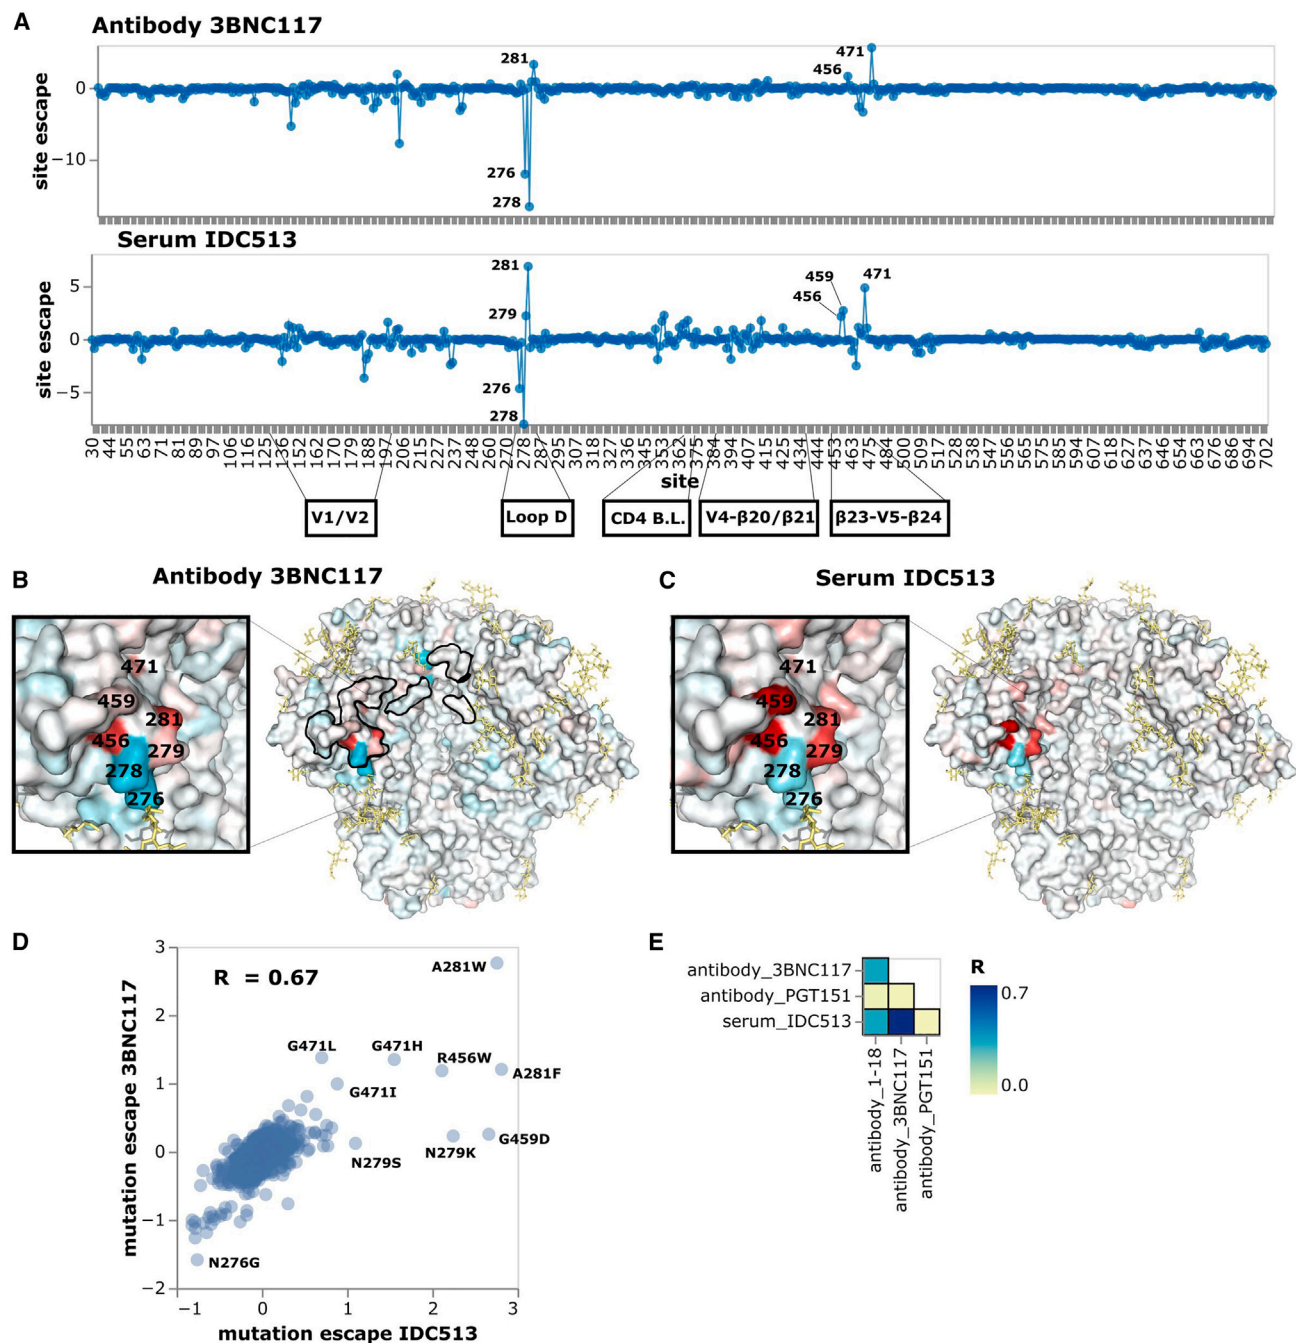 A
Antibody 3BNC117
site escape
0
−10
281
276
278
456
471
Serum IDC513
site escape
5
0
−5
281
279
276
278
459
456
471
30 44 55 63 71 81 89 97 106 116 125 136 152 162 170 179 188 197 206 215 227 237 248 260 270 278 287 295 307 318 327 336 345 353 362 375 384 394 407 415 425 434 444 453 463 475 484 500 517 528 538 547 556 565 575 585 594 607 618 627 637 646 654 663 676 686 694 702
site
V1/V2
Loop D
CD4 B.L.
V4-β20/β21
β23-V5-β24
B
Antibody 3BNC117
471
459
281
456
279
278
276
C
Serum IDC513
471
459
281
456
279
278
276
D
R = 0.67
mutation escape 3BNC117
3
2
1
0
−1
−2
A281W
G471L
G471H
R456W
A281F
G471I
G459D
N279K
N279S
N276G
−1 0 1 2 3
mutation escape IDC513
E
antibody_3BNC117
antibody_PGT151
serum_IDC513
antibody_1-18
antibody_3BNC117
antibody_PGT151
R
0.7
0.0